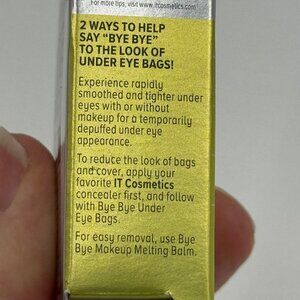 For more tips, visit www.itcosmetics.com
2 WAYS TO HELP
SAY "BYE BYE"
TO THE LOOK OF
UNDER EYE BAGS!
Experience rapidly
smoothed and tighter under
eyes with or without
makeup for a temporarily
depuffed under eye
appearance.
To reduce the look of bags
and cover, apply your
favorite IT Cosmetics
concealer first, and follow
with Bye Bye Under
Eye Bags.
For easy removal, use Bye
Bye Makeup Melting Balm.